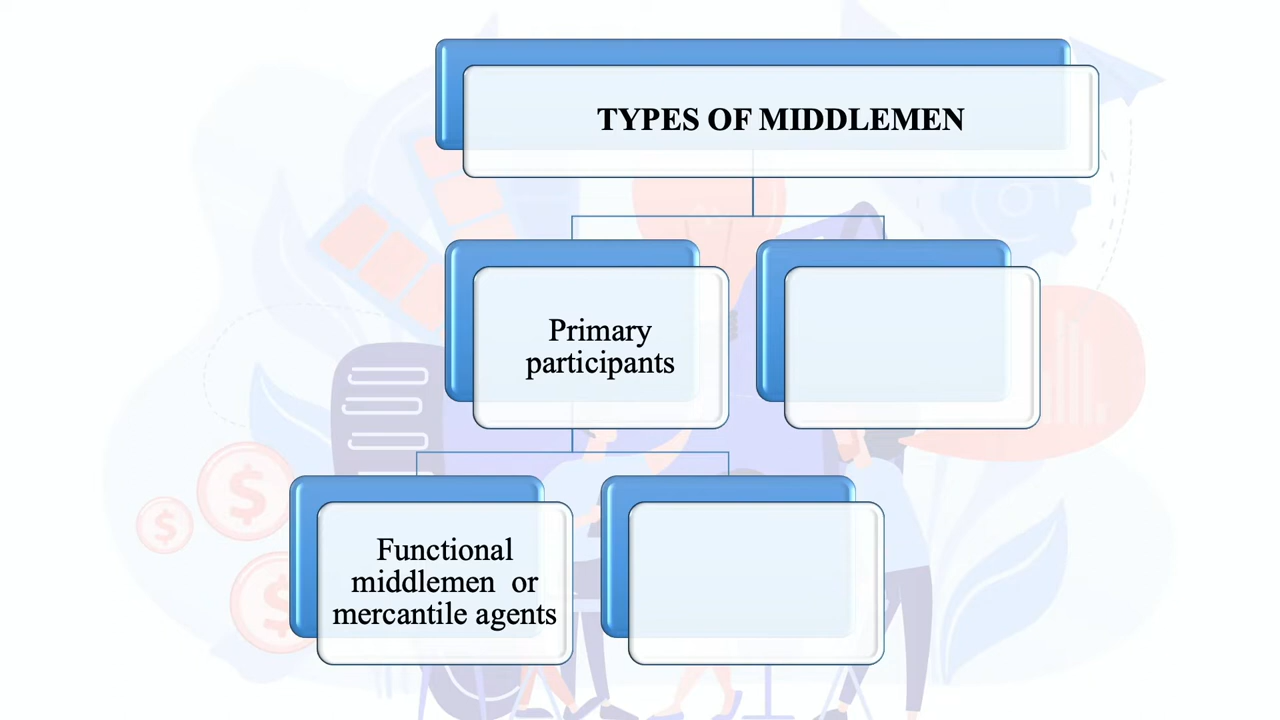 TYPES OF MIDDLEMEN
Primary
participants
Functional
middlemen or
mercantile agents
$
$
$